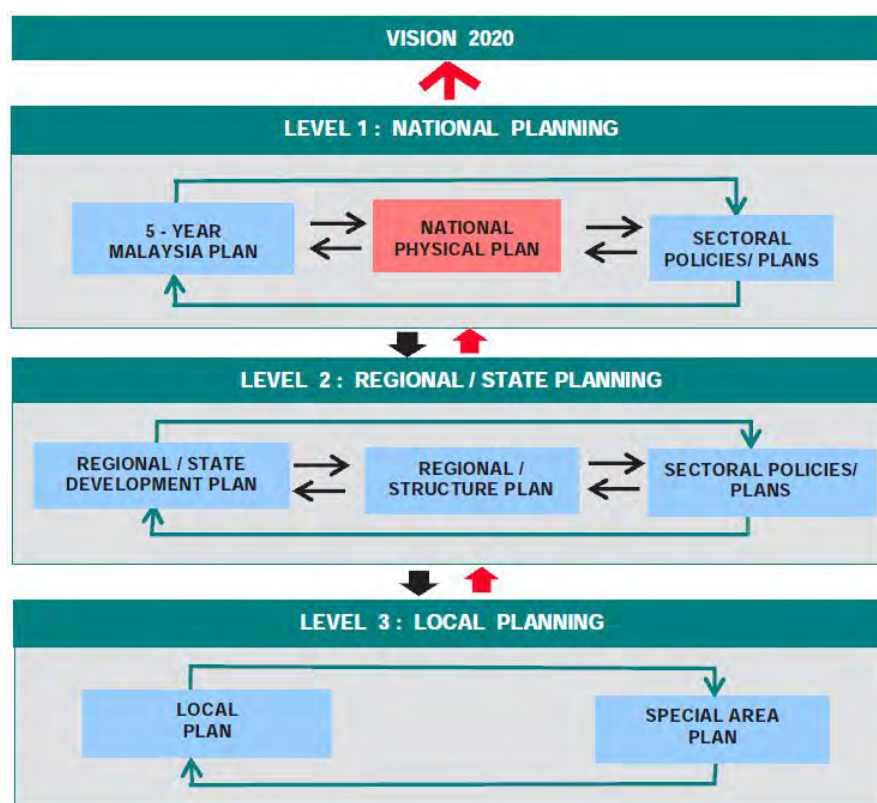 VISION 2020
LEVEL 1 : NATIONAL PLANNING
5 - YEAR
MALAYSIA PLAN
NATIONAL
PHYSICAL PLAN
SECTORAL
POLICIES/ PLANS
LEVEL 2 : REGIONAL / STATE PLANNING
REGIONAL / STATE
DEVELOPMENT PLAN
REGIONAL /
STRUCTURE PLAN
SECTORAL POLICIES/
PLANS
LEVEL 3 : LOCAL PLANNING
LOCAL
PLAN
SPECIAL AREA
PLAN